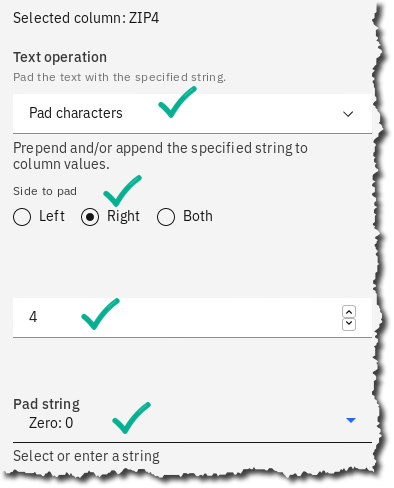 Selected column: ZIP4
Text operation
Pad the text with the specified string.
Pad characters
Prepend and/or append the specified string to
column values.
Side to pad
Left Right Both
4
Pad string
Zero: 0
Select or enter a string